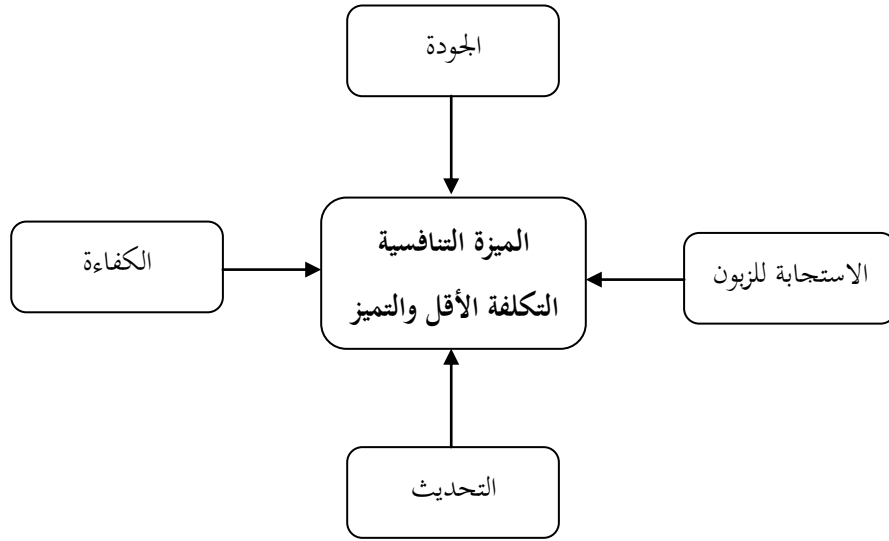 الجودة
الميزة التنافسية
التكلفة الأقل والتميز
الاستجابة للزبون
الكفاءة
التحديث